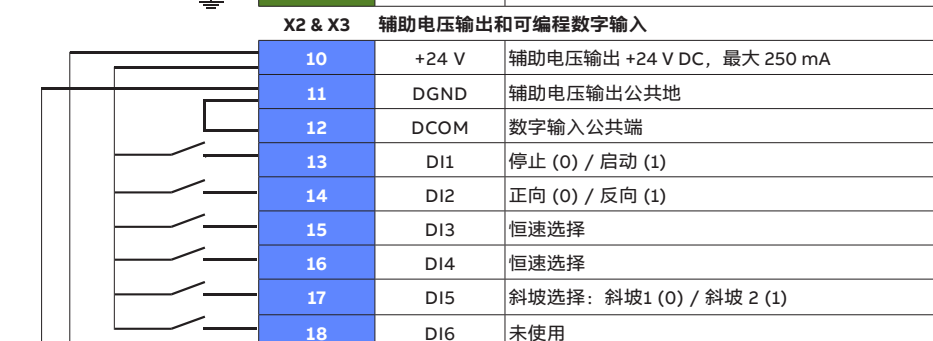 X2 & X3 辅助电压输出和可编程数字输入
10 +24 V 辅助电压输出 +24 V DC，最大 250 mA
11 DGND 辅助电压输出公共地
12 DCOM 数字输入公共端
13 DI1 停止 (0) / 启动 (1)
14 DI2 正向 (0) / 反向 (1)
15 DI3 恒速选择
16 DI4 恒速选择
17 DI5 斜坡选择：斜坡1 (0) / 斜坡 2 (1)
18 DI6 未使用